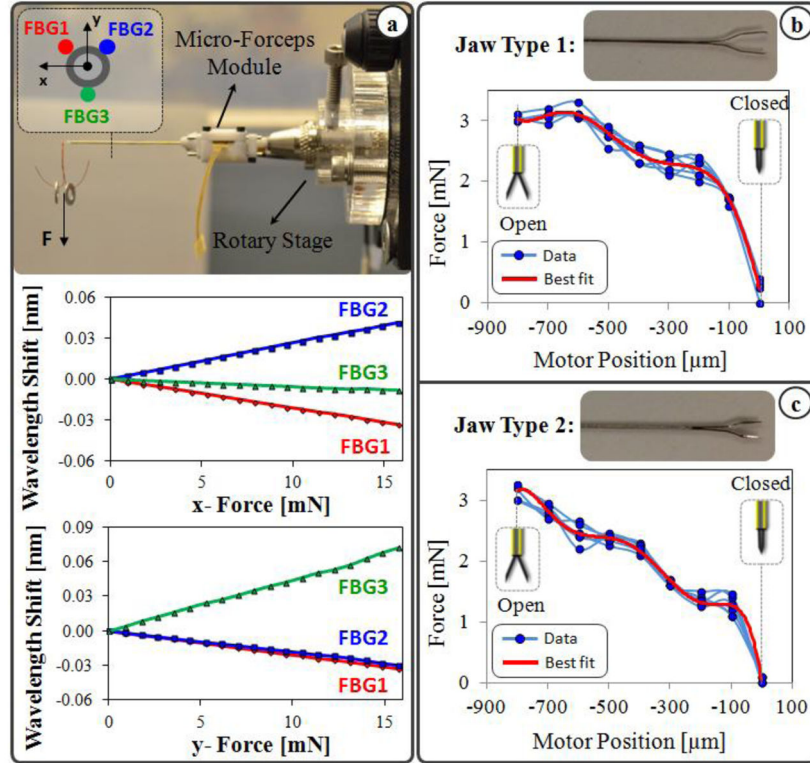 a
y
FBG1
FBG2
x
FBG3
Micro-Forceps
Module
F
Rotary Stage
Wavelength Shift [nm]
0.06
0.03
0.00
-0.03
-0.06
FBG2
FBG3
FBG1
0
5
10
15
x- Force [mN]
Wavelength Shift [nm]
0.09
0.06
0.03
0.00
-0.03
-0.06
FBG3
FBG2
FBG1
0
5
10
15
y- Force [mN]
b
Jaw Type 1:
Closed
Force [mN]
3
2
1
0
Open
Data
Best fit
-900
-700
-500
-300
-100
Motor Position [µm]
c
Jaw Type 2:
Closed
Force [mN]
3
2
1
0
Open
Data
Best fit
-900
-700
-500
-300
-100
Motor Position [µm]